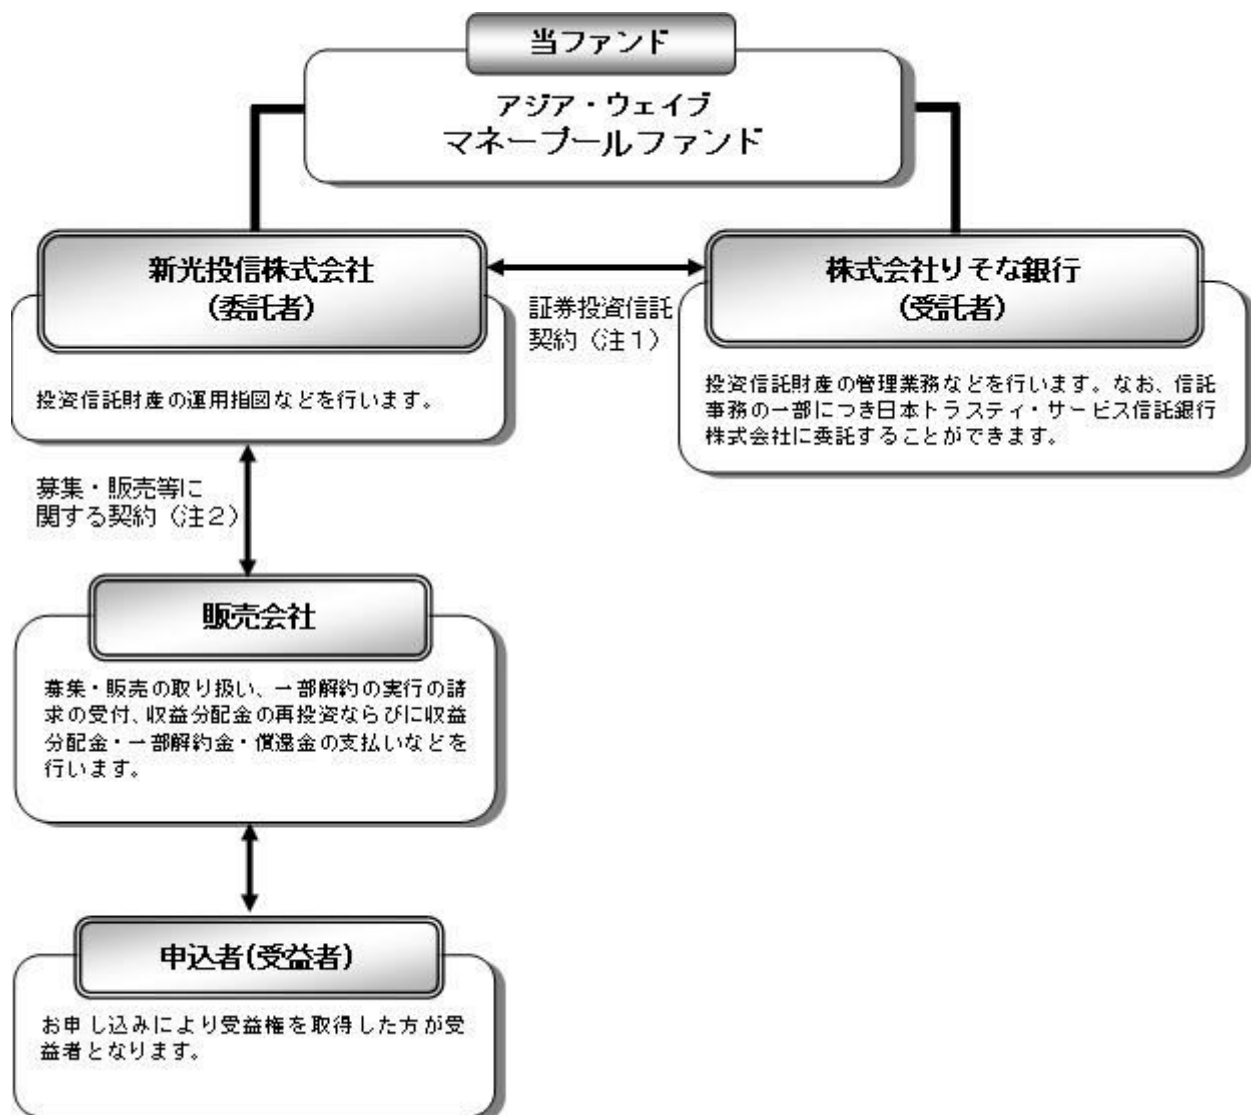 当ファンド
アジア・ウェイブ
マネープールファンド
新光投信株式会社
(委託者)
投資信託財産の運用指図などを行います。
証券投資信託
契約（注１）
株式会社りそな銀行
(受託者)
投資信託財産の管理業務などを行います。なお、信託
事務の一部につき日本トラスティ・サービス信託銀行
株式会社に委託することができます。
募集・販売等に
関する契約（注２）
販売会社
募集・販売の取り扱い、一部解約の実行の請
求の受付、収益分配金の再投資ならびに収益
分配金・一部解約金・償還金の支払いなどを
行います。
申込者(受益者)
お申し込みにより受益権を取得した方が受
益者となります。